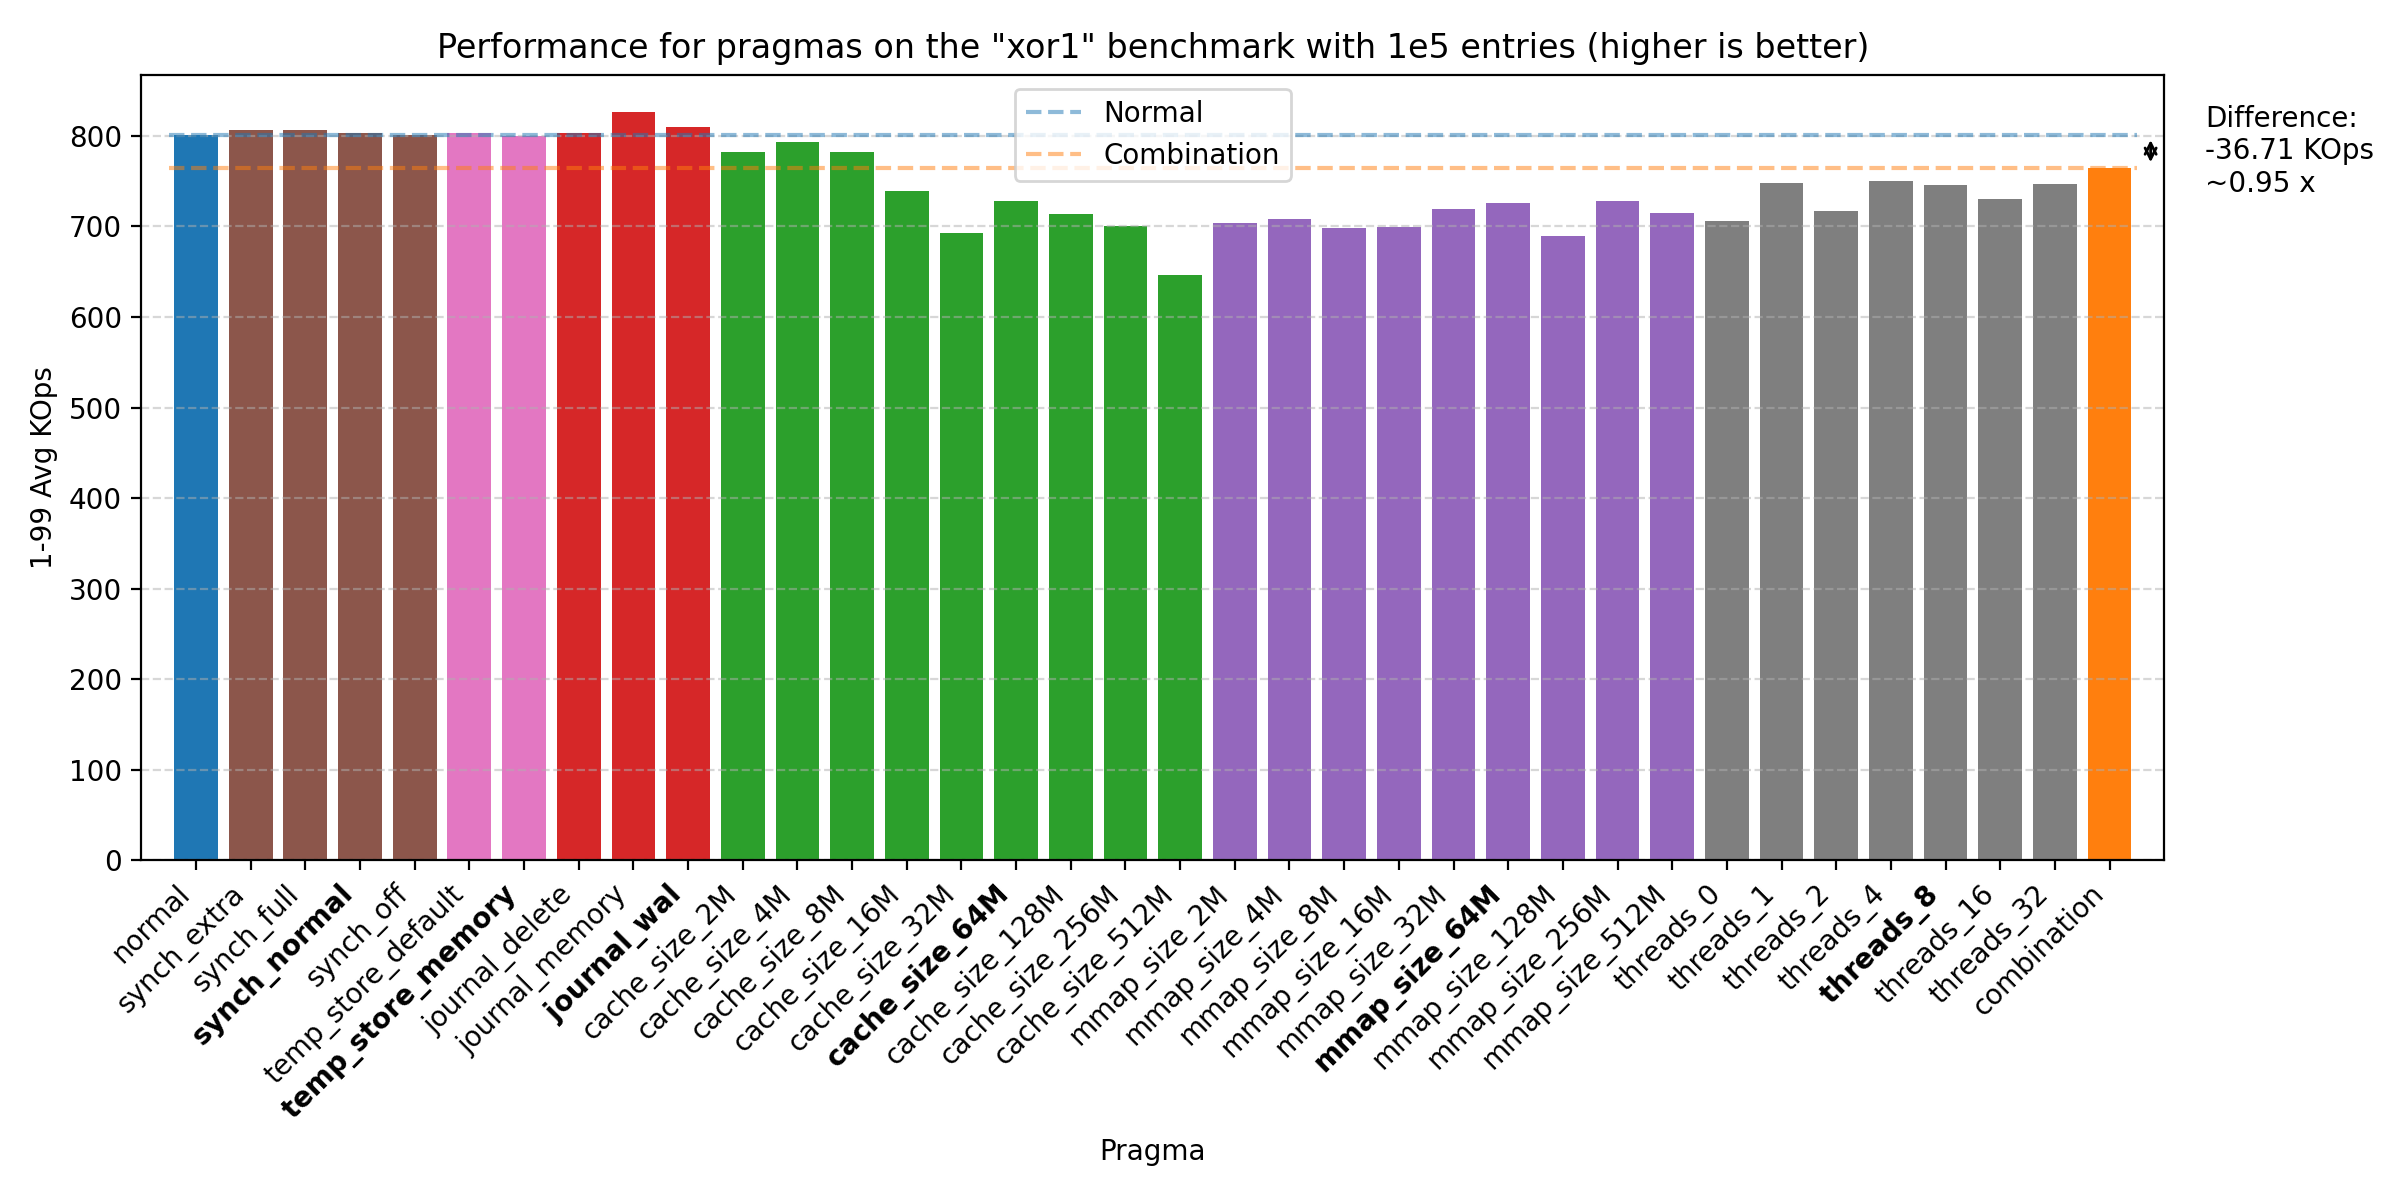 Performance for pragmas on the "xor1" benchmark with 1e5 entries (higher is better)
Normal
Combination
Difference:
-36.71 KOps
~0.95 x
1-99 Avg KOps
800
700
600
500
400
300
200
100
0
normal
synch_extra
synch_full
synch_normal
synch_off
temp_store_default
temp_store_memory
journal_delete
journal_memory
journal_wal
cache_size_2M
cache_size_4M
cache_size_8M
cache_size_16M
cache_size_32M
cache_size_64M
cache_size_128M
cache_size_256M
cache_size_512M
mmap_size_2M
mmap_size_4M
mmap_size_8M
mmap_size_16M
mmap_size_32M
mmap_size_64M
mmap_size_128M
mmap_size_256M
mmap_size_512M
threads_0
threads_1
threads_2
threads_4
threads_8
threads_16
threads_32
combination
Pragma